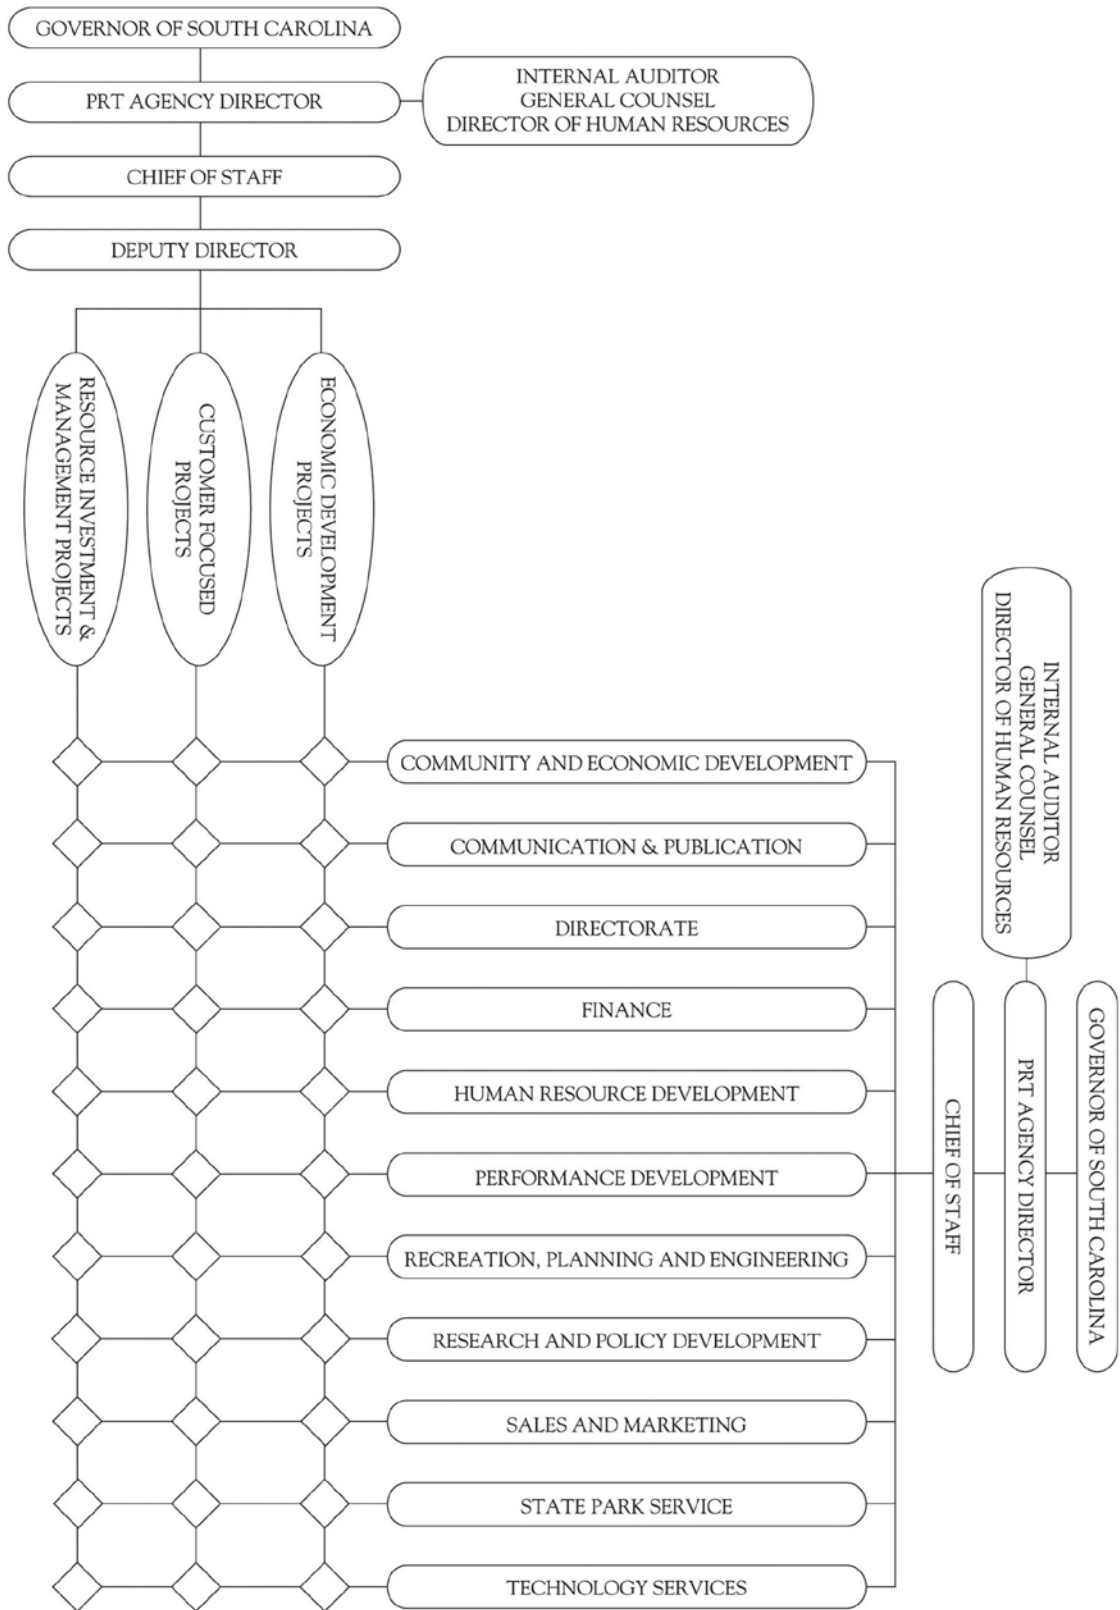 GOVERNOR OF SOUTH CAROLINA
PRT AGENCY DIRECTOR
INTERNAL AUDITOR
GENERAL COUNSEL
DIRECTOR OF HUMAN RESOURCES
CHIEF OF STAFF
DEPUTY DIRECTOR
RESOURCE INVESTMENT &
MANAGEMENT PROJECTS
CUSTOMER FOCUSED
PROJECTS
ECONOMIC DEVELOPMENT
PROJECTS
COMMUNITY AND ECONOMIC DEVELOPMENT
COMMUNICATION & PUBLICATION
DIRECTORATE
FINANCE
HUMAN RESOURCE DEVELOPMENT
PERFORMANCE DEVELOPMENT
RECREATION, PLANNING AND ENGINEERING
RESEARCH AND POLICY DEVELOPMENT
SALES AND MARKETING
STATE PARK SERVICE
TECHNOLOGY SERVICES
CHIEF OF STAFF
PRT AGENCY DIRECTOR
INTERNAL AUDITOR
GENERAL COUNSEL
DIRECTOR OF HUMAN RESOURCES
GOVERNOR OF SOUTH CAROLINA